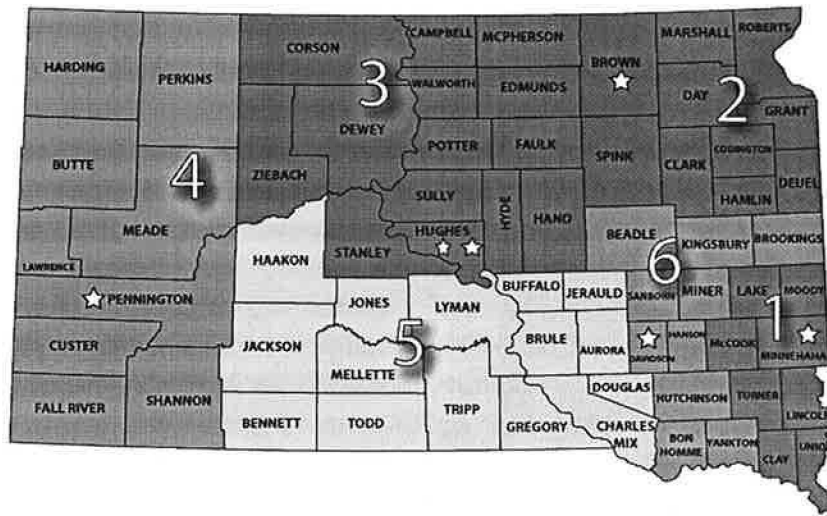 HARDING
PERKINS
CORSON
CAMPBELL
MCPHERSON
BROWN
MARSHALL
ROBERTS
3
2
WALWORTH
EDMUNDS
DAY
GRANT
DEWEY
BUTTE
4
ZIEBACH
POTTER
FAULK
SPINK
CLARK
CODINGTON
DEUEL
MEADE
SULLY
HYDE
HAND
HAMLIN
LAWRENCE
HAAKON
STANLEY
HUGHES
BEADLE
KINGSBURY
BROOKINGS
6
PENNINGTON
JONES
LYMAN
BUFFALO
JERAULD
SANBORN
MINER
LAKE
MOODY
1
5
CUSTER
JACKSON
MELLETTE
BRULE
AURORA
DAVIDSON
HANSON
MCCOOK
MINNEHAHA
FALL RIVER
SHANNON
BENNETT
TODD
TRIPP
GREGORY
DOUGLAS
CHARLES
MIX
HUTCHINSON
TURNER
LINCOLN
BON
HOMME
YANKTON
CLAY
UNION